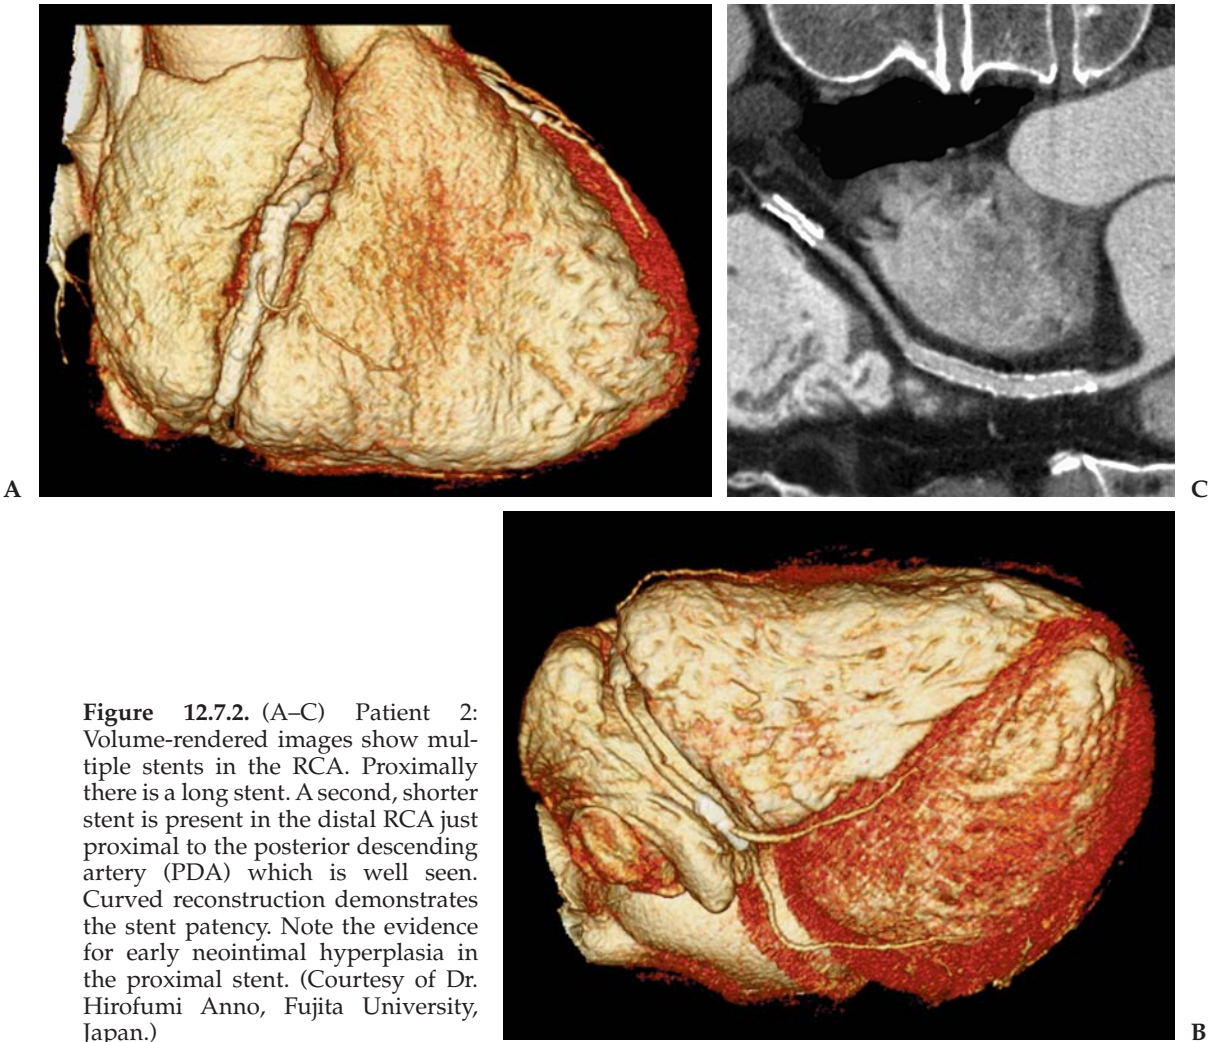 A
C
Figure 12.7.2. (A–C) Patient 2:
Volume-rendered images show mul-
tiple stents in the RCA. Proximally
there is a long stent. A second, shorter
stent is present in the distal RCA just
proximal to the posterior descending
artery (PDA) which is well seen.
Curved reconstruction demonstrates
the stent patency. Note the evidence
for early neointimal hyperplasia in
the proximal stent. (Courtesy of Dr.
Hirofumi Anno, Fujita University,
Japan.)
B